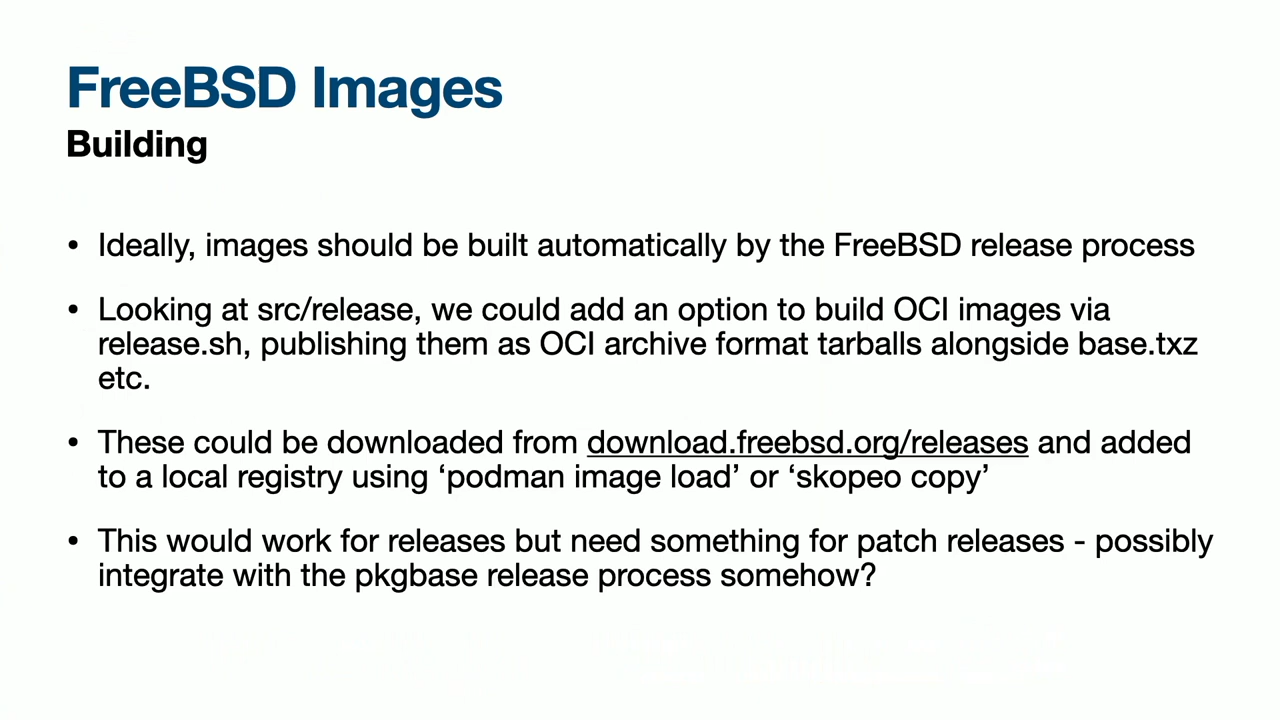 FreeBSD Images
Building
• Ideally, images should be built automatically by the FreeBSD release process
• Looking at src/release, we could add an option to build OCI images via
release.sh, publishing them as OCI archive format tarballs alongside base.txz
etc.
• These could be downloaded from download.freebsd.org/releases and added
to a local registry using ‘podman image load’ or ‘skopeo copy’
• This would work for releases but need something for patch releases - possibly
integrate with the pkgbase release process somehow?